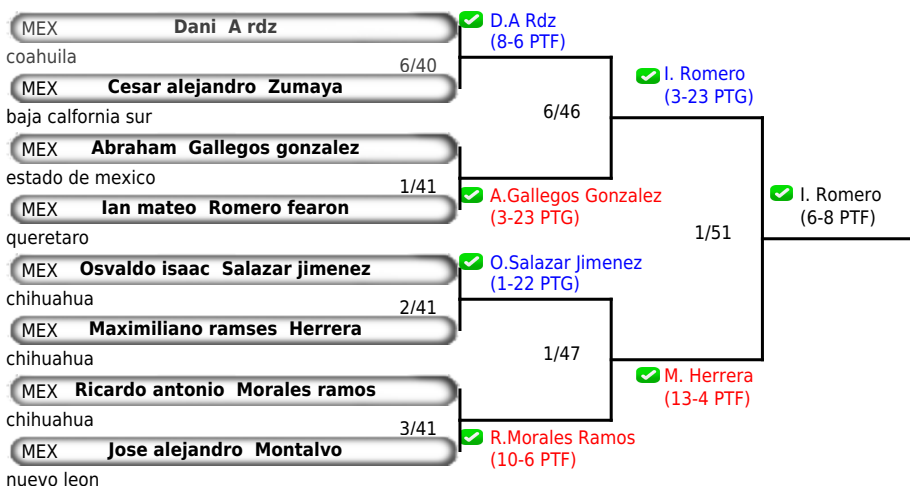 MEX Dani A rdz
coahuila
6/40
MEX Cesar alejandro Zumaya
baja calfornia sur
MEX Abraham Gallegos gonzalez
estado de mexico
1/41
MEX Ian mateo Romero fearon
queretaro
MEX Osvaldo isaac Salazar jimenez
chihuahua
2/41
MEX Maximiliano ramses Herrera
chihuahua
MEX Ricardo antonio Morales ramos
chihuahua
3/41
MEX Jose alejandro Montalvo
nuevo leon
D.A Rdz
(8-6 PTF)
6/46
A.Gallegos Gonzalez
(3-23 PTG)
O.Salazar Jimenez
(1-22 PTG)
1/47
R.Morales Ramos
(10-6 PTF)
I. Romero
(3-23 PTG)
1/51
M. Herrera
(13-4 PTF)
I. Romero
(6-8 PTF)